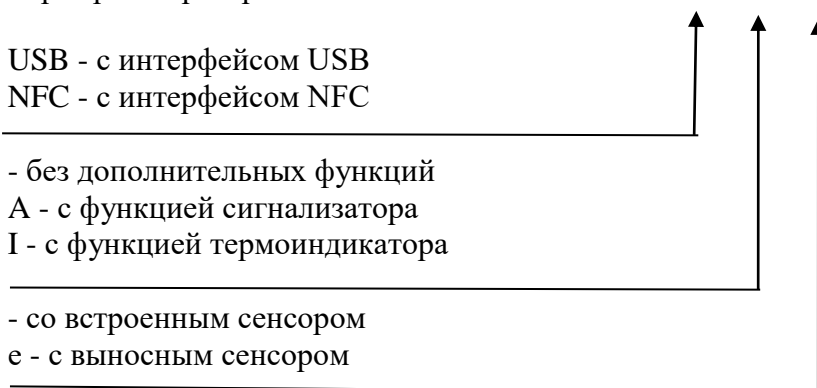 USB - с интерфейсом USB
NFC - с интерфейсом NFC
- без дополнительных функций
А - с функцией сигнализатора
I - с функцией термоиндикатора
- со встроенным сенсором
е - с выносным сенсором